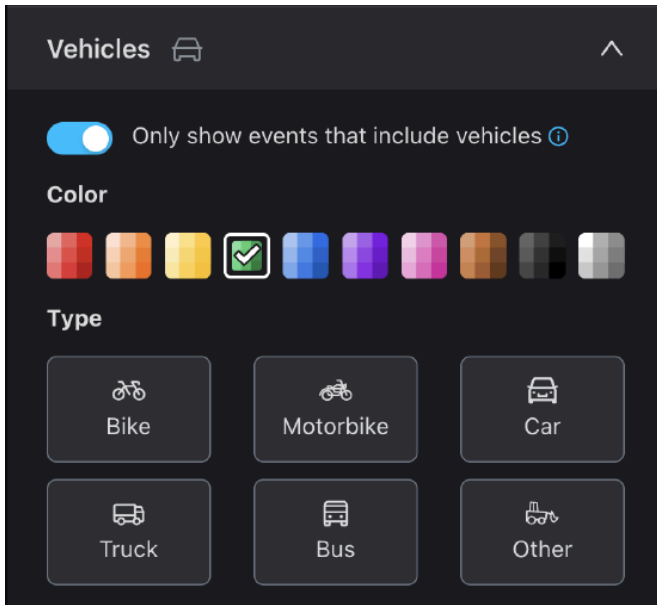 Vehicles
Only show events that include vehicles
Color
Type
Bike Motorbike Car
Truck Bus Other